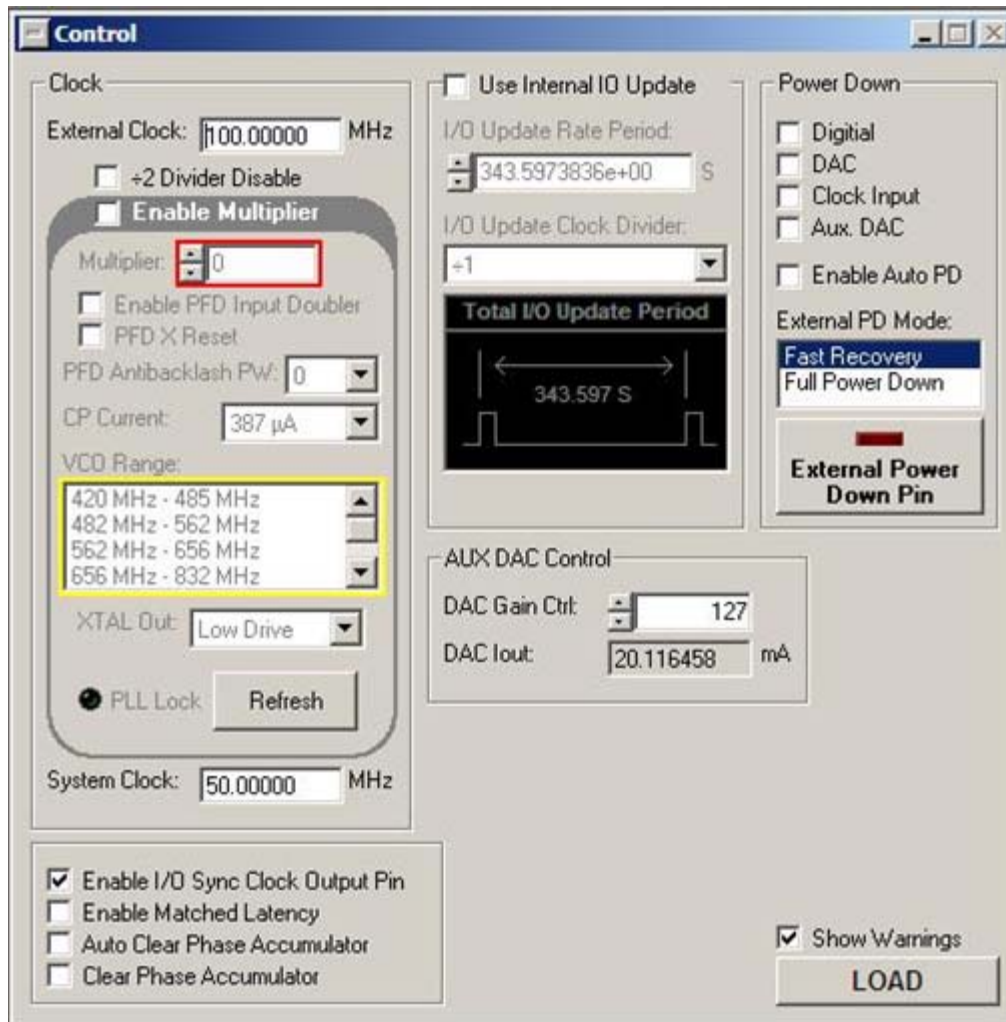 Control
Clock
External Clock: 100.00000 MHz
÷2 Divider Disable
Enable Multiplier
Multiplier: 0
Enable PFD Input Doubler
PFD X Reset
PFD Antibacklash PW: 0
CP Current: 387 µA
VCO Range:
420 MHz - 485 MHz
482 MHz - 562 MHz
562 MHz - 656 MHz
656 MHz - 832 MHz
XTAL Out: Low Drive
PLL Lock Refresh
System Clock: 50.00000 MHz
Enable I/O Sync Clock Output Pin
Enable Matched Latency
Auto Clear Phase Accumulator
Clear Phase Accumulator
Use Internal IO Update
I/O Update Rate Period:
343.5973836e+00 S
I/O Update Clock Divider:
÷1
Total I/O Update Period
343.597 S
AUX DAC Control
DAC Gain Ctrl: 127
DAC Iout: 20.116458 mA
Power Down
Digitial
DAC
Clock Input
Aux. DAC
Enable Auto PD
External PD Mode:
Fast Recovery
Full Power Down
External Power
Down Pin
Show Warnings
LOAD